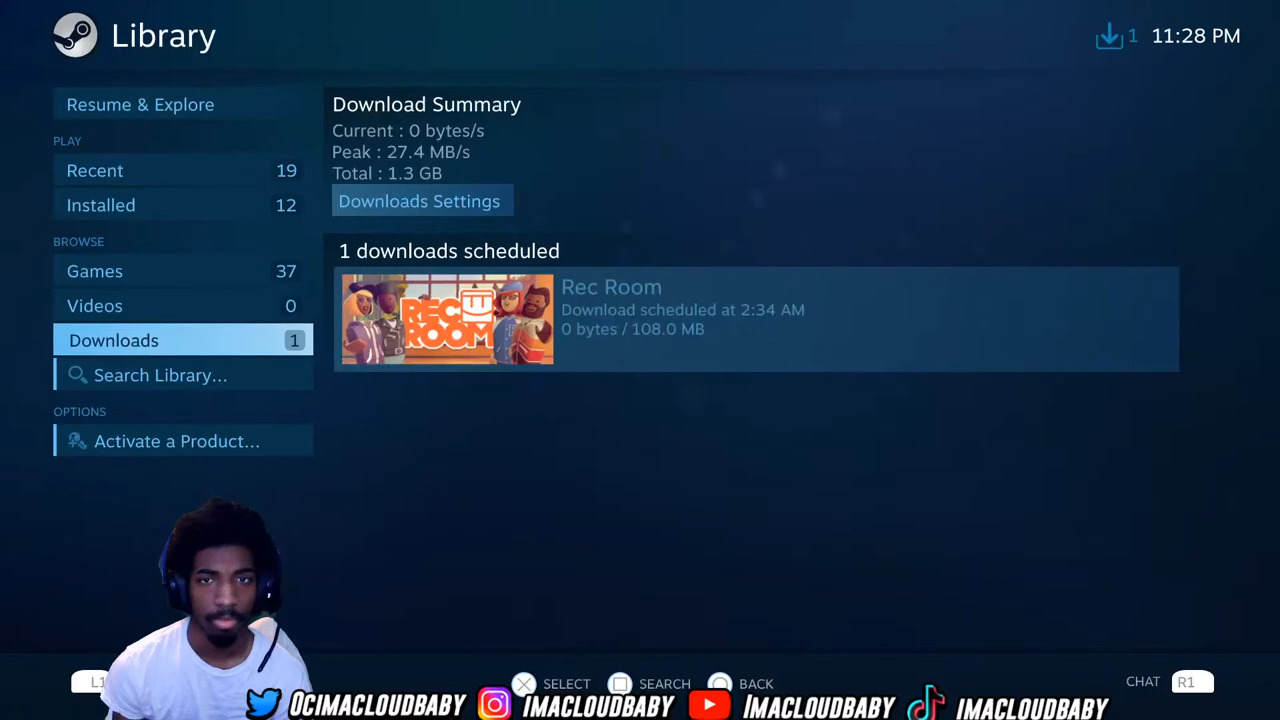 Library
1 11:28 PM
Resume & Explore
PLAY
Recent 19
Installed 12
BROWSE
Games 37
Videos 0
Downloads 1
Search Library...
OPTIONS
Activate a Product...
Download Summary
Current : 0 bytes/s
Peak : 27.4 MB/s
Total : 1.3 GB
Downloads Settings
1 downloads scheduled
REC
ROOM
Rec Room
Download scheduled at 2:34 AM
0 bytes / 108.0 MB
L1
SELECT SEARCH BACK
CHAT R1
OCIMACLOUDBABY IMACLOUDBABY IMACLOUDBABY IMACLOUDBABY